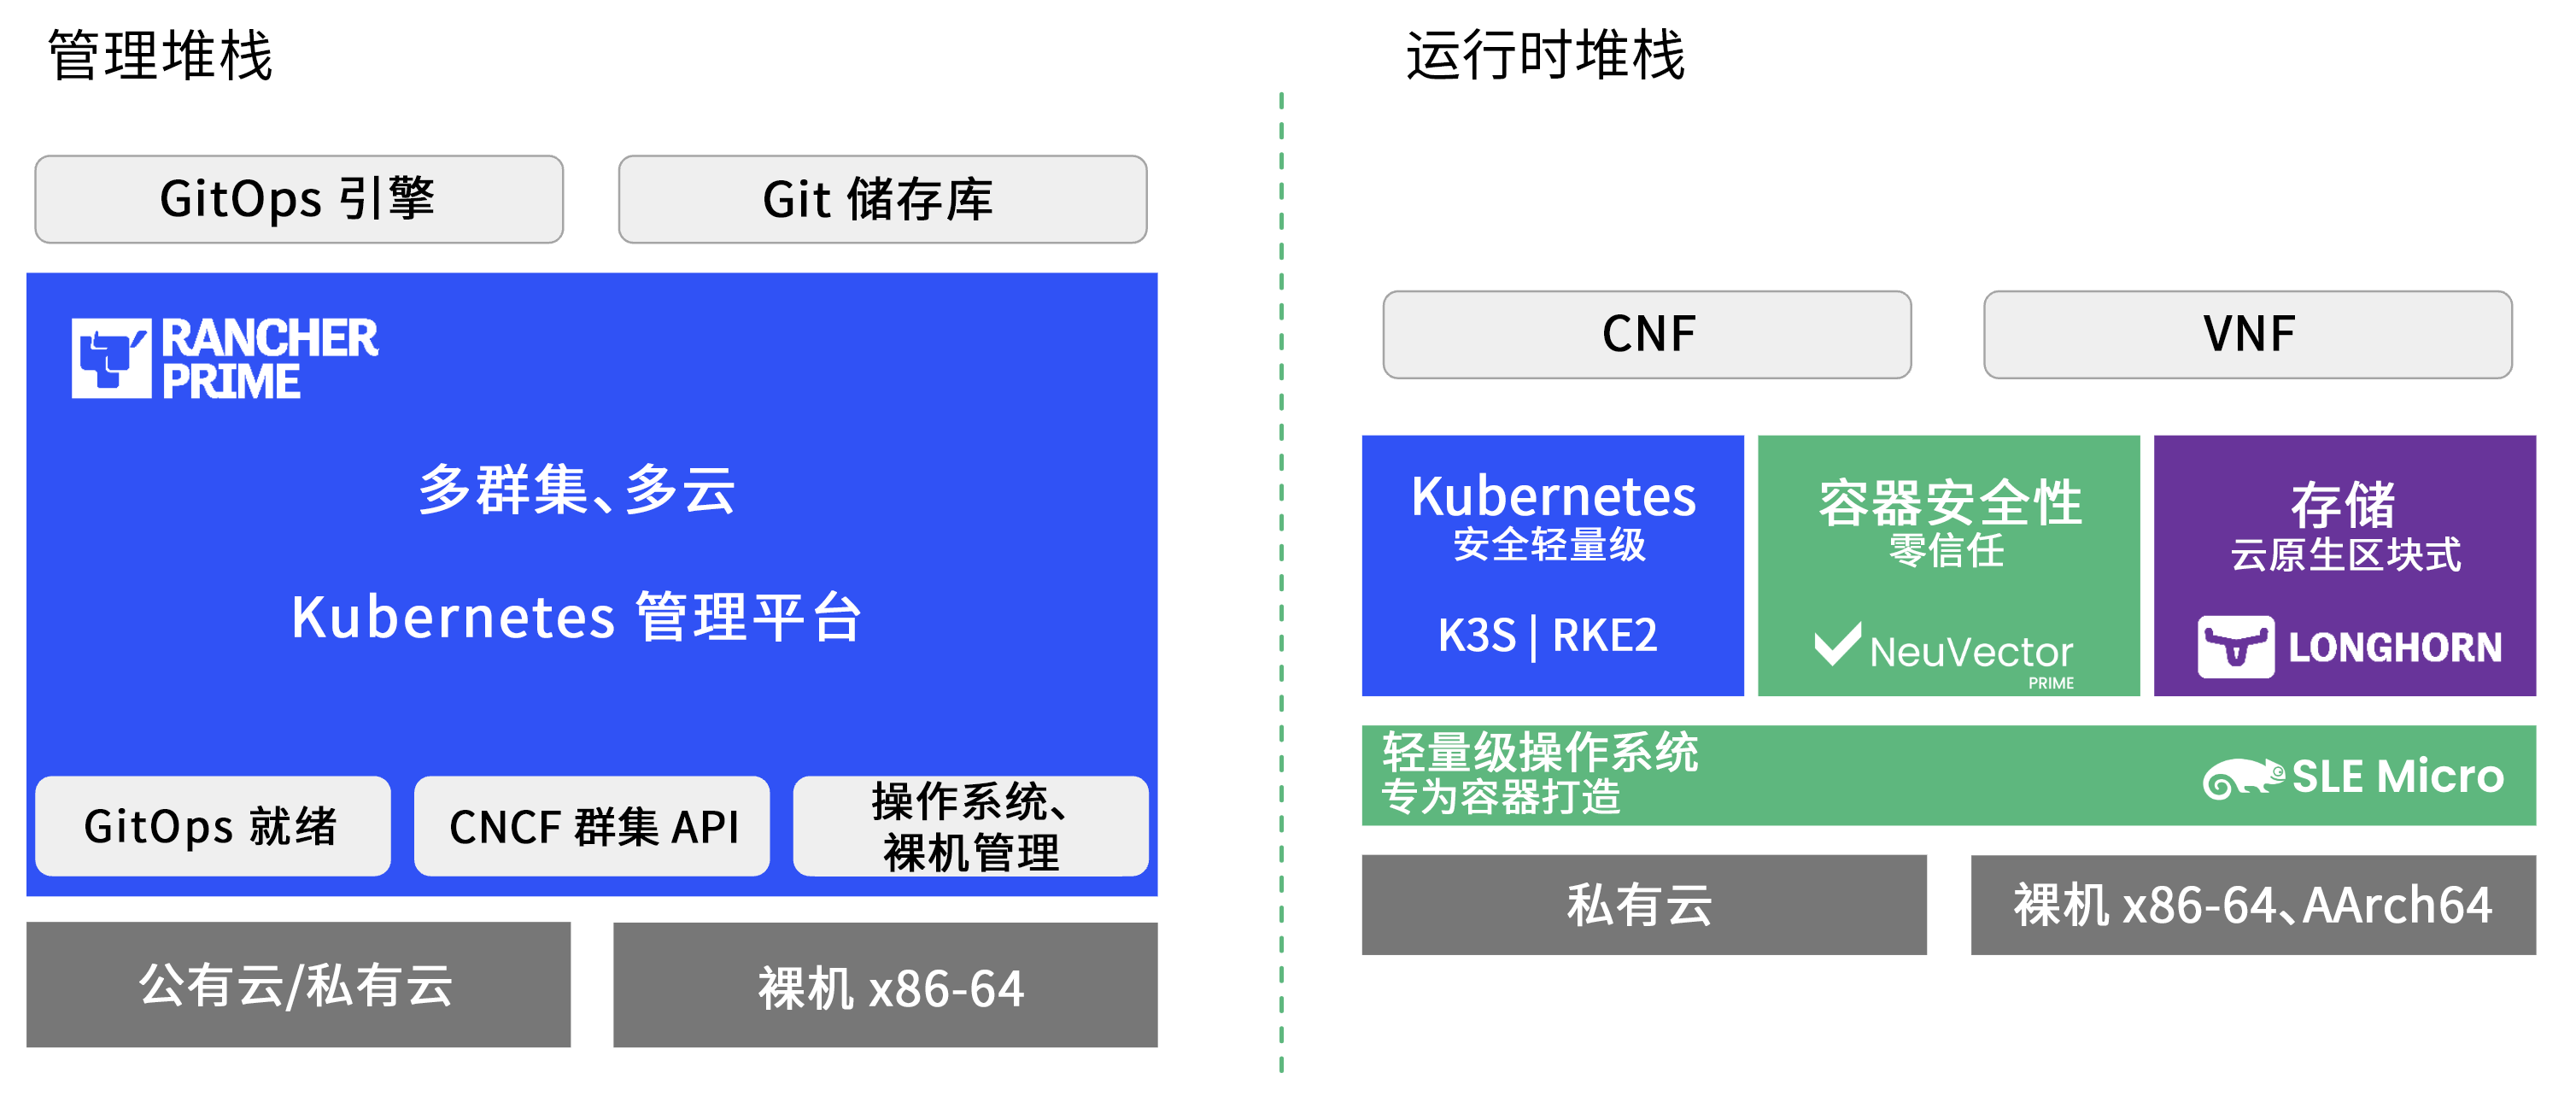 管理堆栈
GitOps 引擎
Git 储存库
RANCHER
PRIME
多群集、多云
Kubernetes 管理平台
GitOps 就绪
CNCF 群集 API
操作系统、
裸机管理
公有云/私有云
裸机 x86-64
运行时堆栈
CNF
VNF
Kubernetes
安全轻量级
K3S | RKE2
容器安全性
零信任
NeuVector
PRIME
存储
云原生区块式
LONGHORN
轻量级操作系统
专为容器打造
SLE Micro
私有云
裸机 x86-64、AArch64